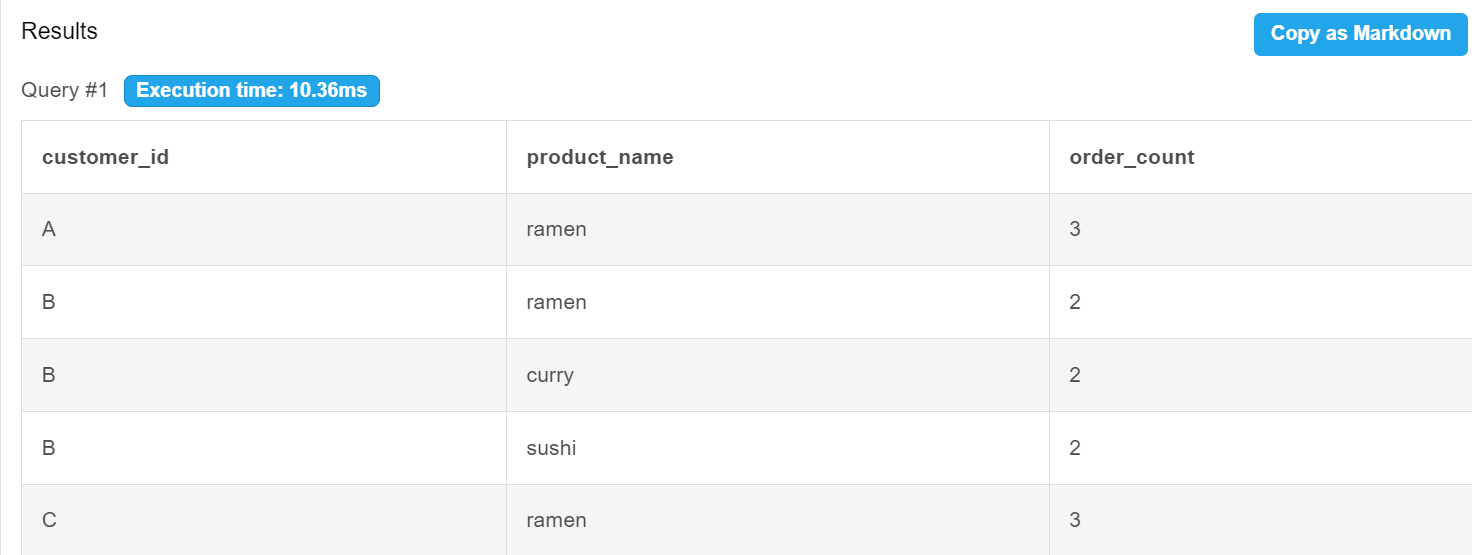 Results
Copy as Markdown
Query #1 Execution time: 10.36ms
customer_id product_name order_count
A ramen 3
B ramen 2
B curry 2
B sushi 2
C ramen 3